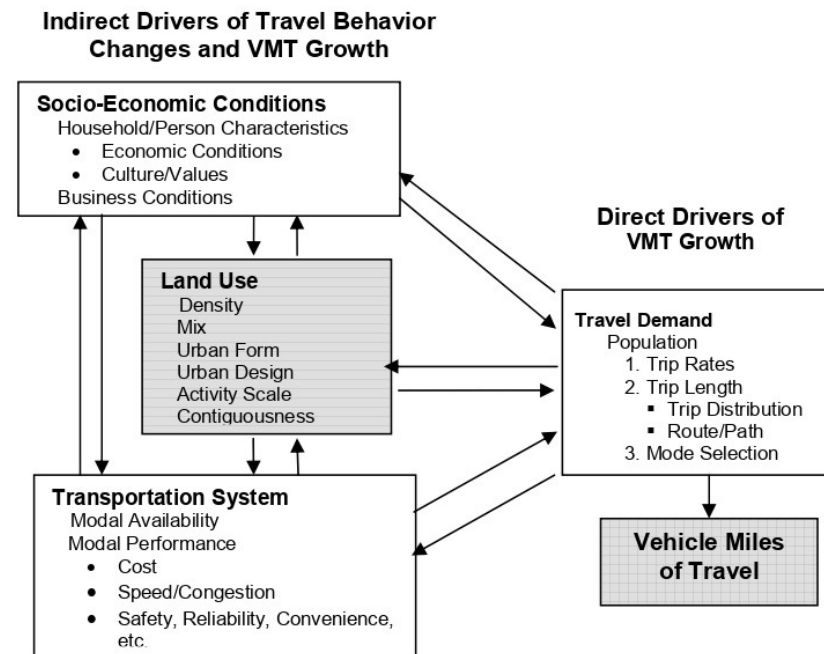 Indirect Drivers of Travel Behavior
Changes and VMT Growth
Socio-Economic Conditions
Household/Person Characteristics
• Economic Conditions
• Culture/Values
Business Conditions
Land Use
Density
Mix
Urban Form
Urban Design
Activity Scale
Contiguousness
Transportation System
Modal Availability
Modal Performance
• Cost
• Speed/Congestion
• Safety, Reliability, Convenience,
etc.
Direct Drivers of
VMT Growth
Travel Demand
Population
1. Trip Rates
2. Trip Length
▪ Trip Distribution
▪ Route/Path
3. Mode Selection
Vehicle Miles
of Travel